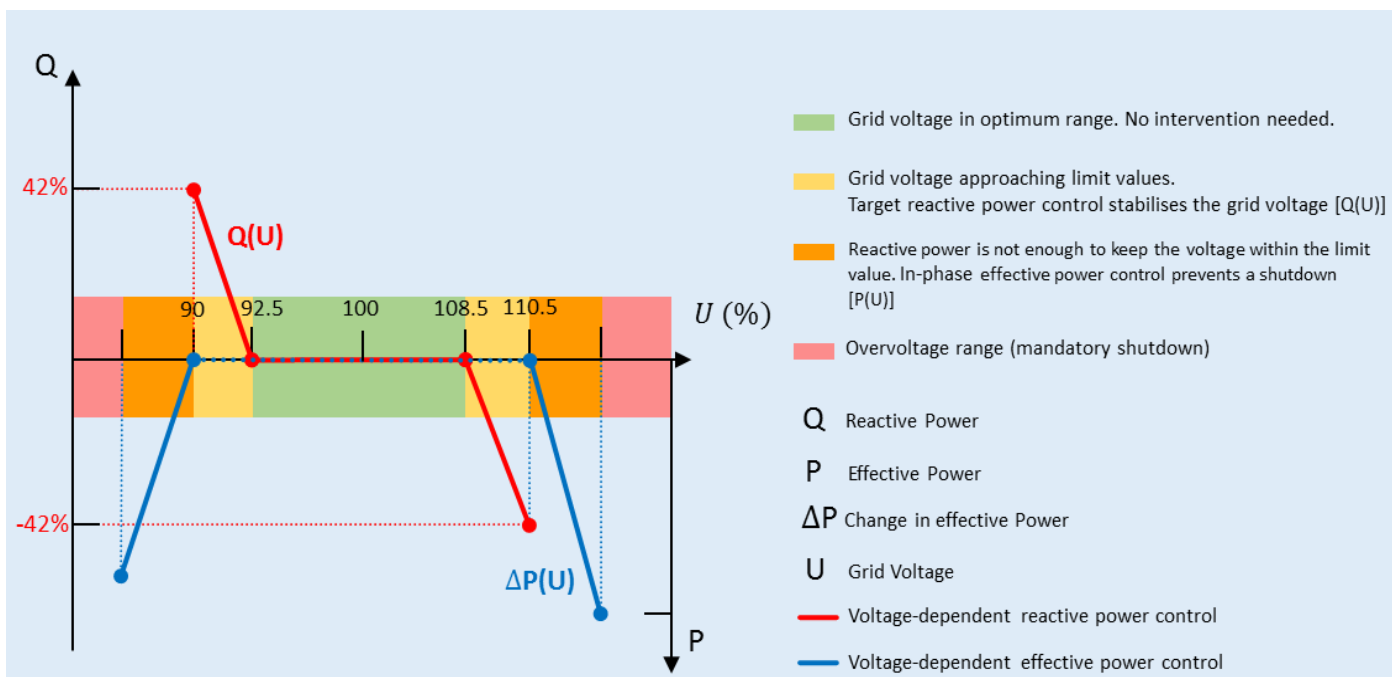 Q
42%
Q(U)
90
92.5
100
108.5
110.5
U (%)
-42%
ΔP(U)
P
Grid voltage in optimum range. No intervention needed.
Grid voltage approaching limit values.
Target reactive power control stabilises the grid voltage [Q(U)]
Reactive power is not enough to keep the voltage within the limit
value. In-phase effective power control prevents a shutdown
[P(U)]
Overvoltage range (mandatory shutdown)
Q Reactive Power
P Effective Power
ΔP Change in effective Power
U Grid Voltage
Voltage-dependent reactive power control
Voltage-dependent effective power control